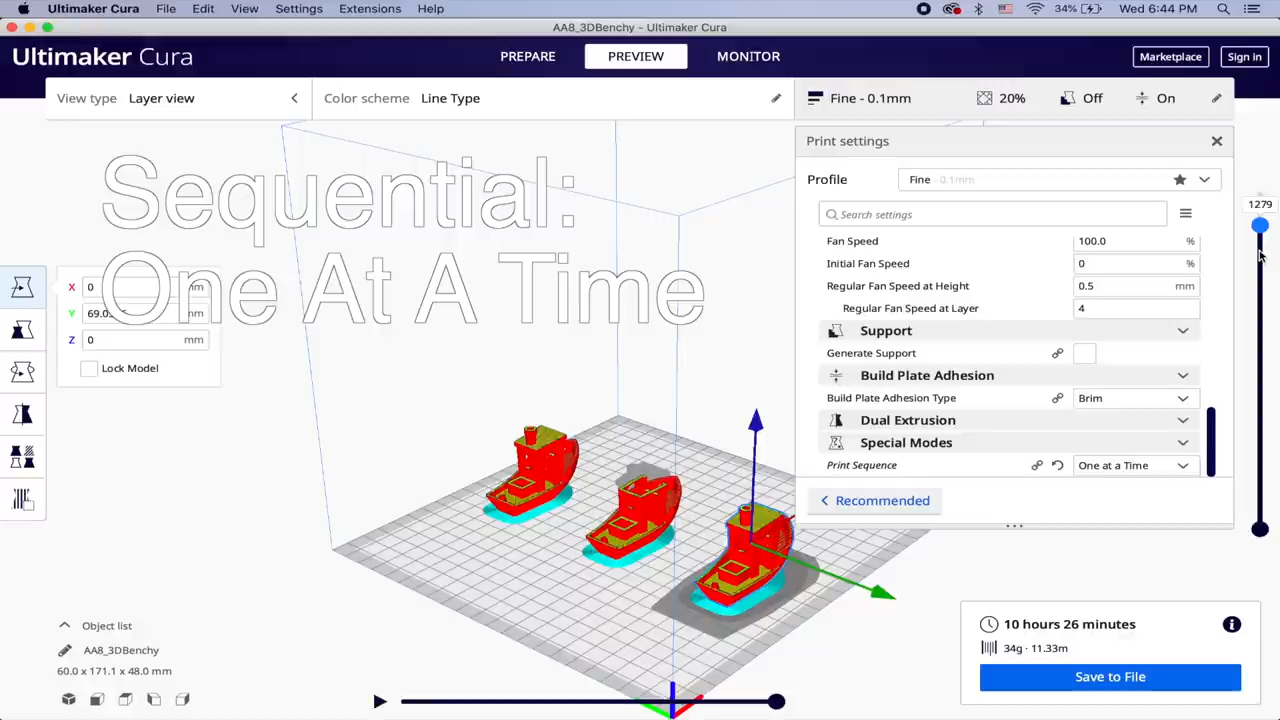 Ultimaker Cura File Edit View Settings Extensions Help 34% Wed 6:44 PM
AA8_3DBenchy - Ultimaker Cura
Ultimaker Cura PREPARE PREVIEW MONITOR Marketplace Sign in
View type Layer view Color scheme Line Type Fine - 0.1mm 20% Off On
Print settings
Profile Fine - 0.1mm
Search settings
1279
Sequential:
One At A Time
Fan Speed 100.0 %
Initial Fan Speed 0 %
Regular Fan Speed at Height 0.5 mm
Regular Fan Speed at Layer 4
Support
Generate Support
Build Plate Adhesion
Build Plate Adhesion Type Brim
Dual Extrusion
Special Modes
Print Sequence One at a Time
Recommended
X 0 mm
Y 69.0 mm
Z 0 mm
Lock Model
Object list
AA8_3DBenchy
60.0 x 171.1 x 48.0 mm
10 hours 26 minutes
34g · 11.33m
Save to File